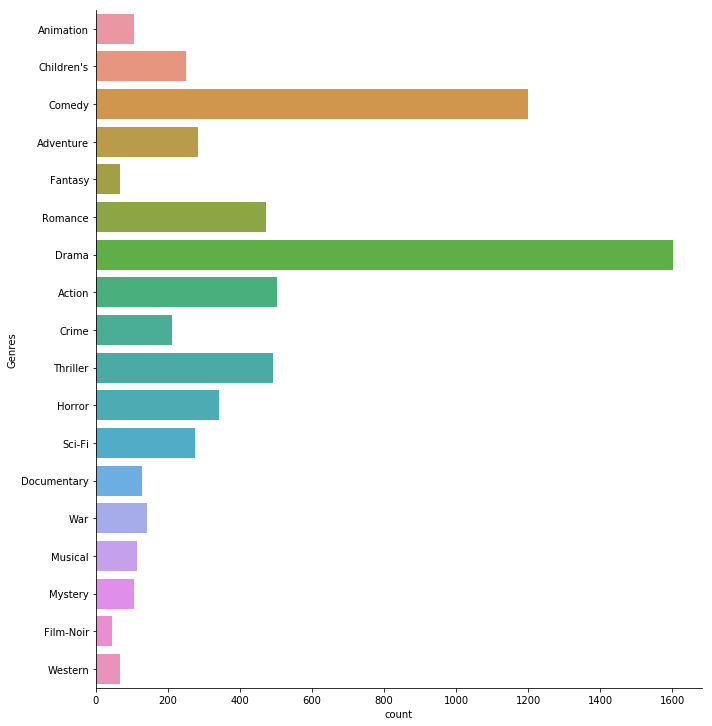 Genres
Animation
Children's
Comedy
Adventure
Fantasy
Romance
Drama
Action
Crime
Thriller
Horror
Sci-Fi
Documentary
War
Musical
Mystery
Film-Noir
Western
0 200 400 600 800 1000 1200 1400 1600
count